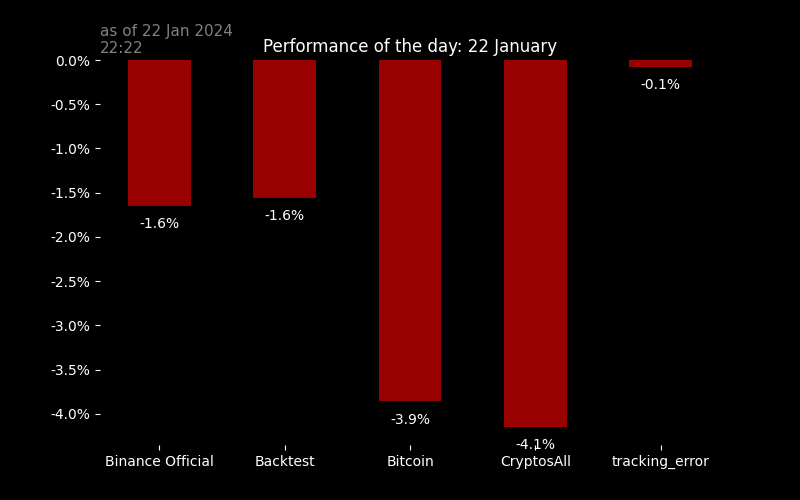 as of 22 Jan 2024
22:22
Performance of the day: 22 January
0.0%
-0.5%
-1.0%
-1.5%
-2.0%
-2.5%
-3.0%
-3.5%
-4.0%
-1.6%
-1.6%
-3.9%
-4.1%
-0.1%
Binance Official
Backtest
Bitcoin
CryptosAll
tracking_error